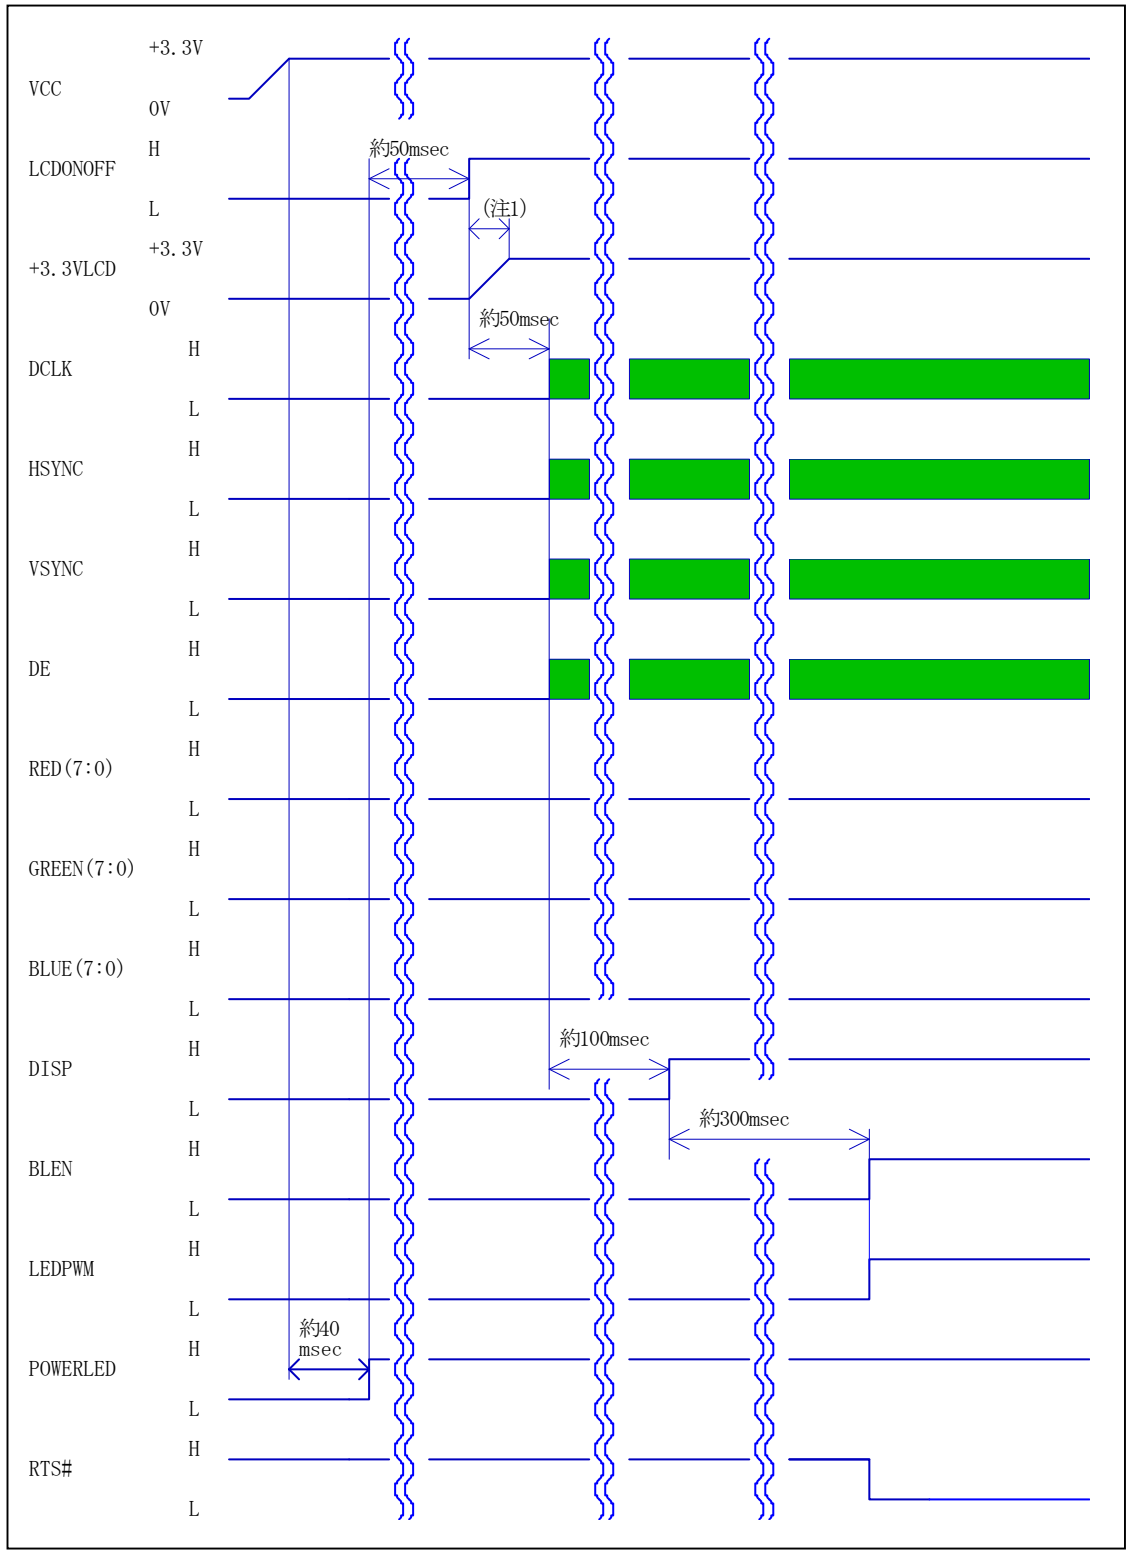 +3.3V
VCC
0V
H
約50msec
LCDONOFF
L
(注1)
+3.3V
+3.3VLCD
0V
約50msec
H
DCLK
L
H
HSYNC
L
H
VSYNC
L
H
DE
L
H
RED(7:0)
L
H
GREEN(7:0)
L
H
BLUE(7:0)
L
約100msec
H
DISP
L
約300msec
H
BLEN
L
H
LEDPWM
L
約40
msec
H
POWERLED
L
H
RTS#
L